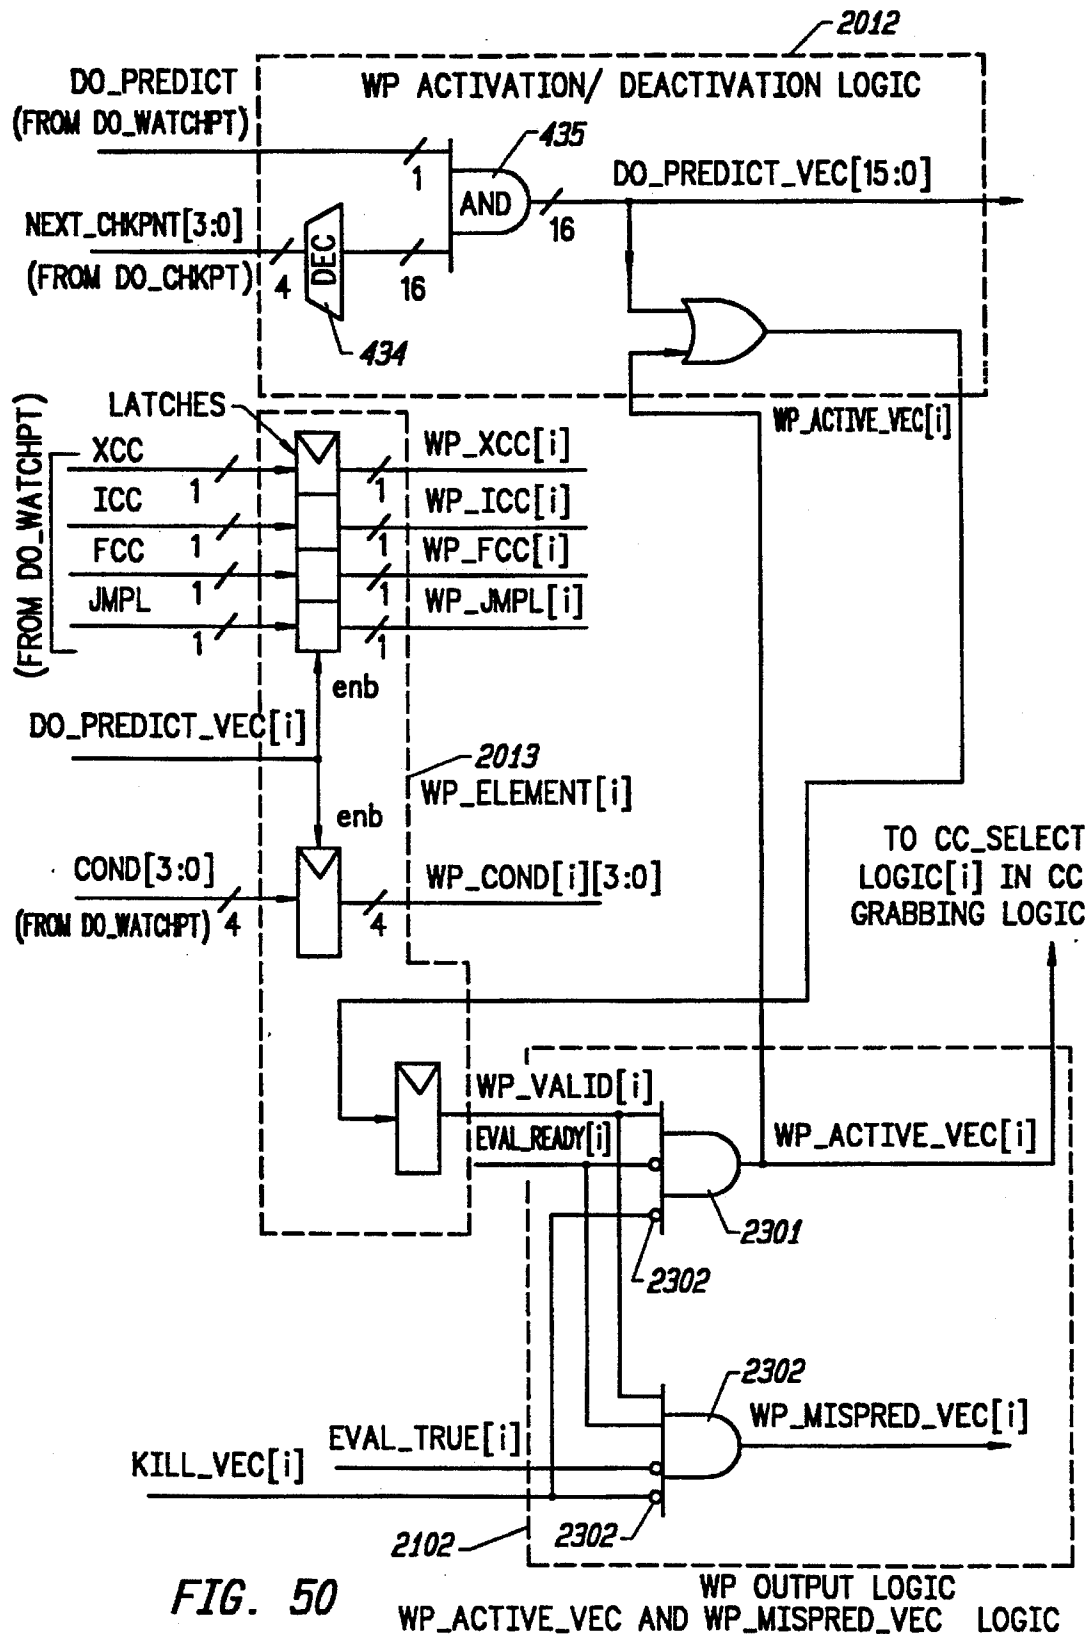 2012
DO_PREDICT
(FROM DO_WATCHPT)
WP ACTIVATION/ DEACTIVATION LOGIC
435
1
DO_PREDICT_VEC[15:0]
AND
16
NEXT_CHKPNT[3:0]
(FROM DO_CHKPT)
4
DEC
16
434
LATCHES
WP_ACTIVE_VEC[i]
(FROM DO_WATCHPT)
XCC
1
1
WP_XCC[i]
ICC
1
1
WP_ICC[i]
FCC
1
1
WP_FCC[i]
JMPL
1
1
WP_JMPL[i]
enb
DO_PREDICT_VEC[i]
2013
WP_ELEMENT[i]
enb
COND[3:0]
(FROM DO_WATCHPT)
4
4
WP_COND[i][3:0]
TO CC_SELECT
LOGIC[i] IN CC
GRABBING LOGIC
WP_VALID[i]
EVAL_READY[i]
WP_ACTIVE_VEC[i]
2301
2302
2302
WP_MISPRED_VEC[i]
EVAL_TRUE[i]
KILL_VEC[i]
2302
2102
FIG. 50
WP OUTPUT LOGIC
WP_ACTIVE_VEC AND WP_MISPRED_VEC LOGIC